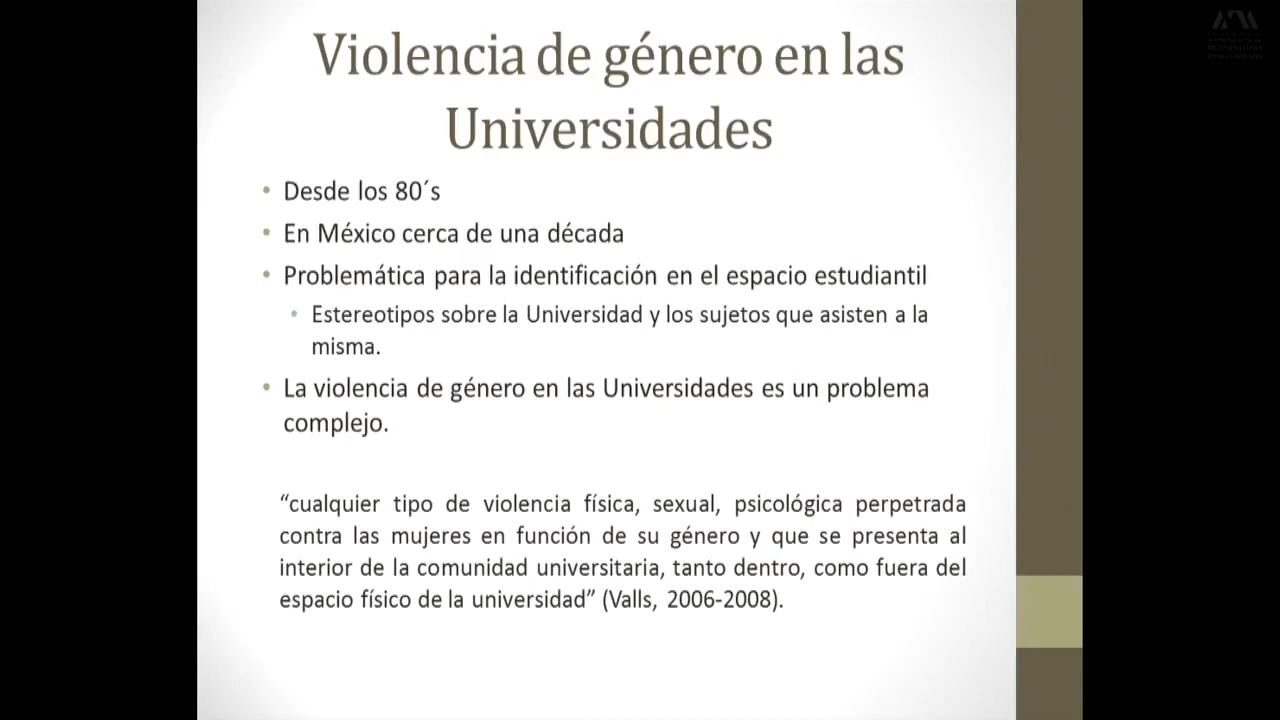 Violencia de género en las
Universidades
• Desde los 80´s
• En México cerca de una década
• Problemática para la identificación en el espacio estudiantil
• Estereotipos sobre la Universidad y los sujetos que asisten a la
misma.
• La violencia de género en las Universidades es un problema
complejo.
“cualquier tipo de violencia física, sexual, psicológica perpetrada
contra las mujeres en función de su género y que se presenta al
interior de la comunidad universitaria, tanto dentro, como fuera del
espacio físico de la universidad” (Valls, 2006-2008).